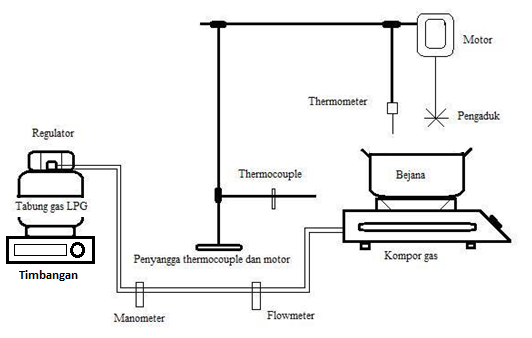 Motor
Thermometer
Pengaduk
Regulator
Thermocouple
Bejana
Tabung gas LPG
Penyangga thermocouple dan motor
Kompor gas
Timbangan
Manometer
Flowmeter